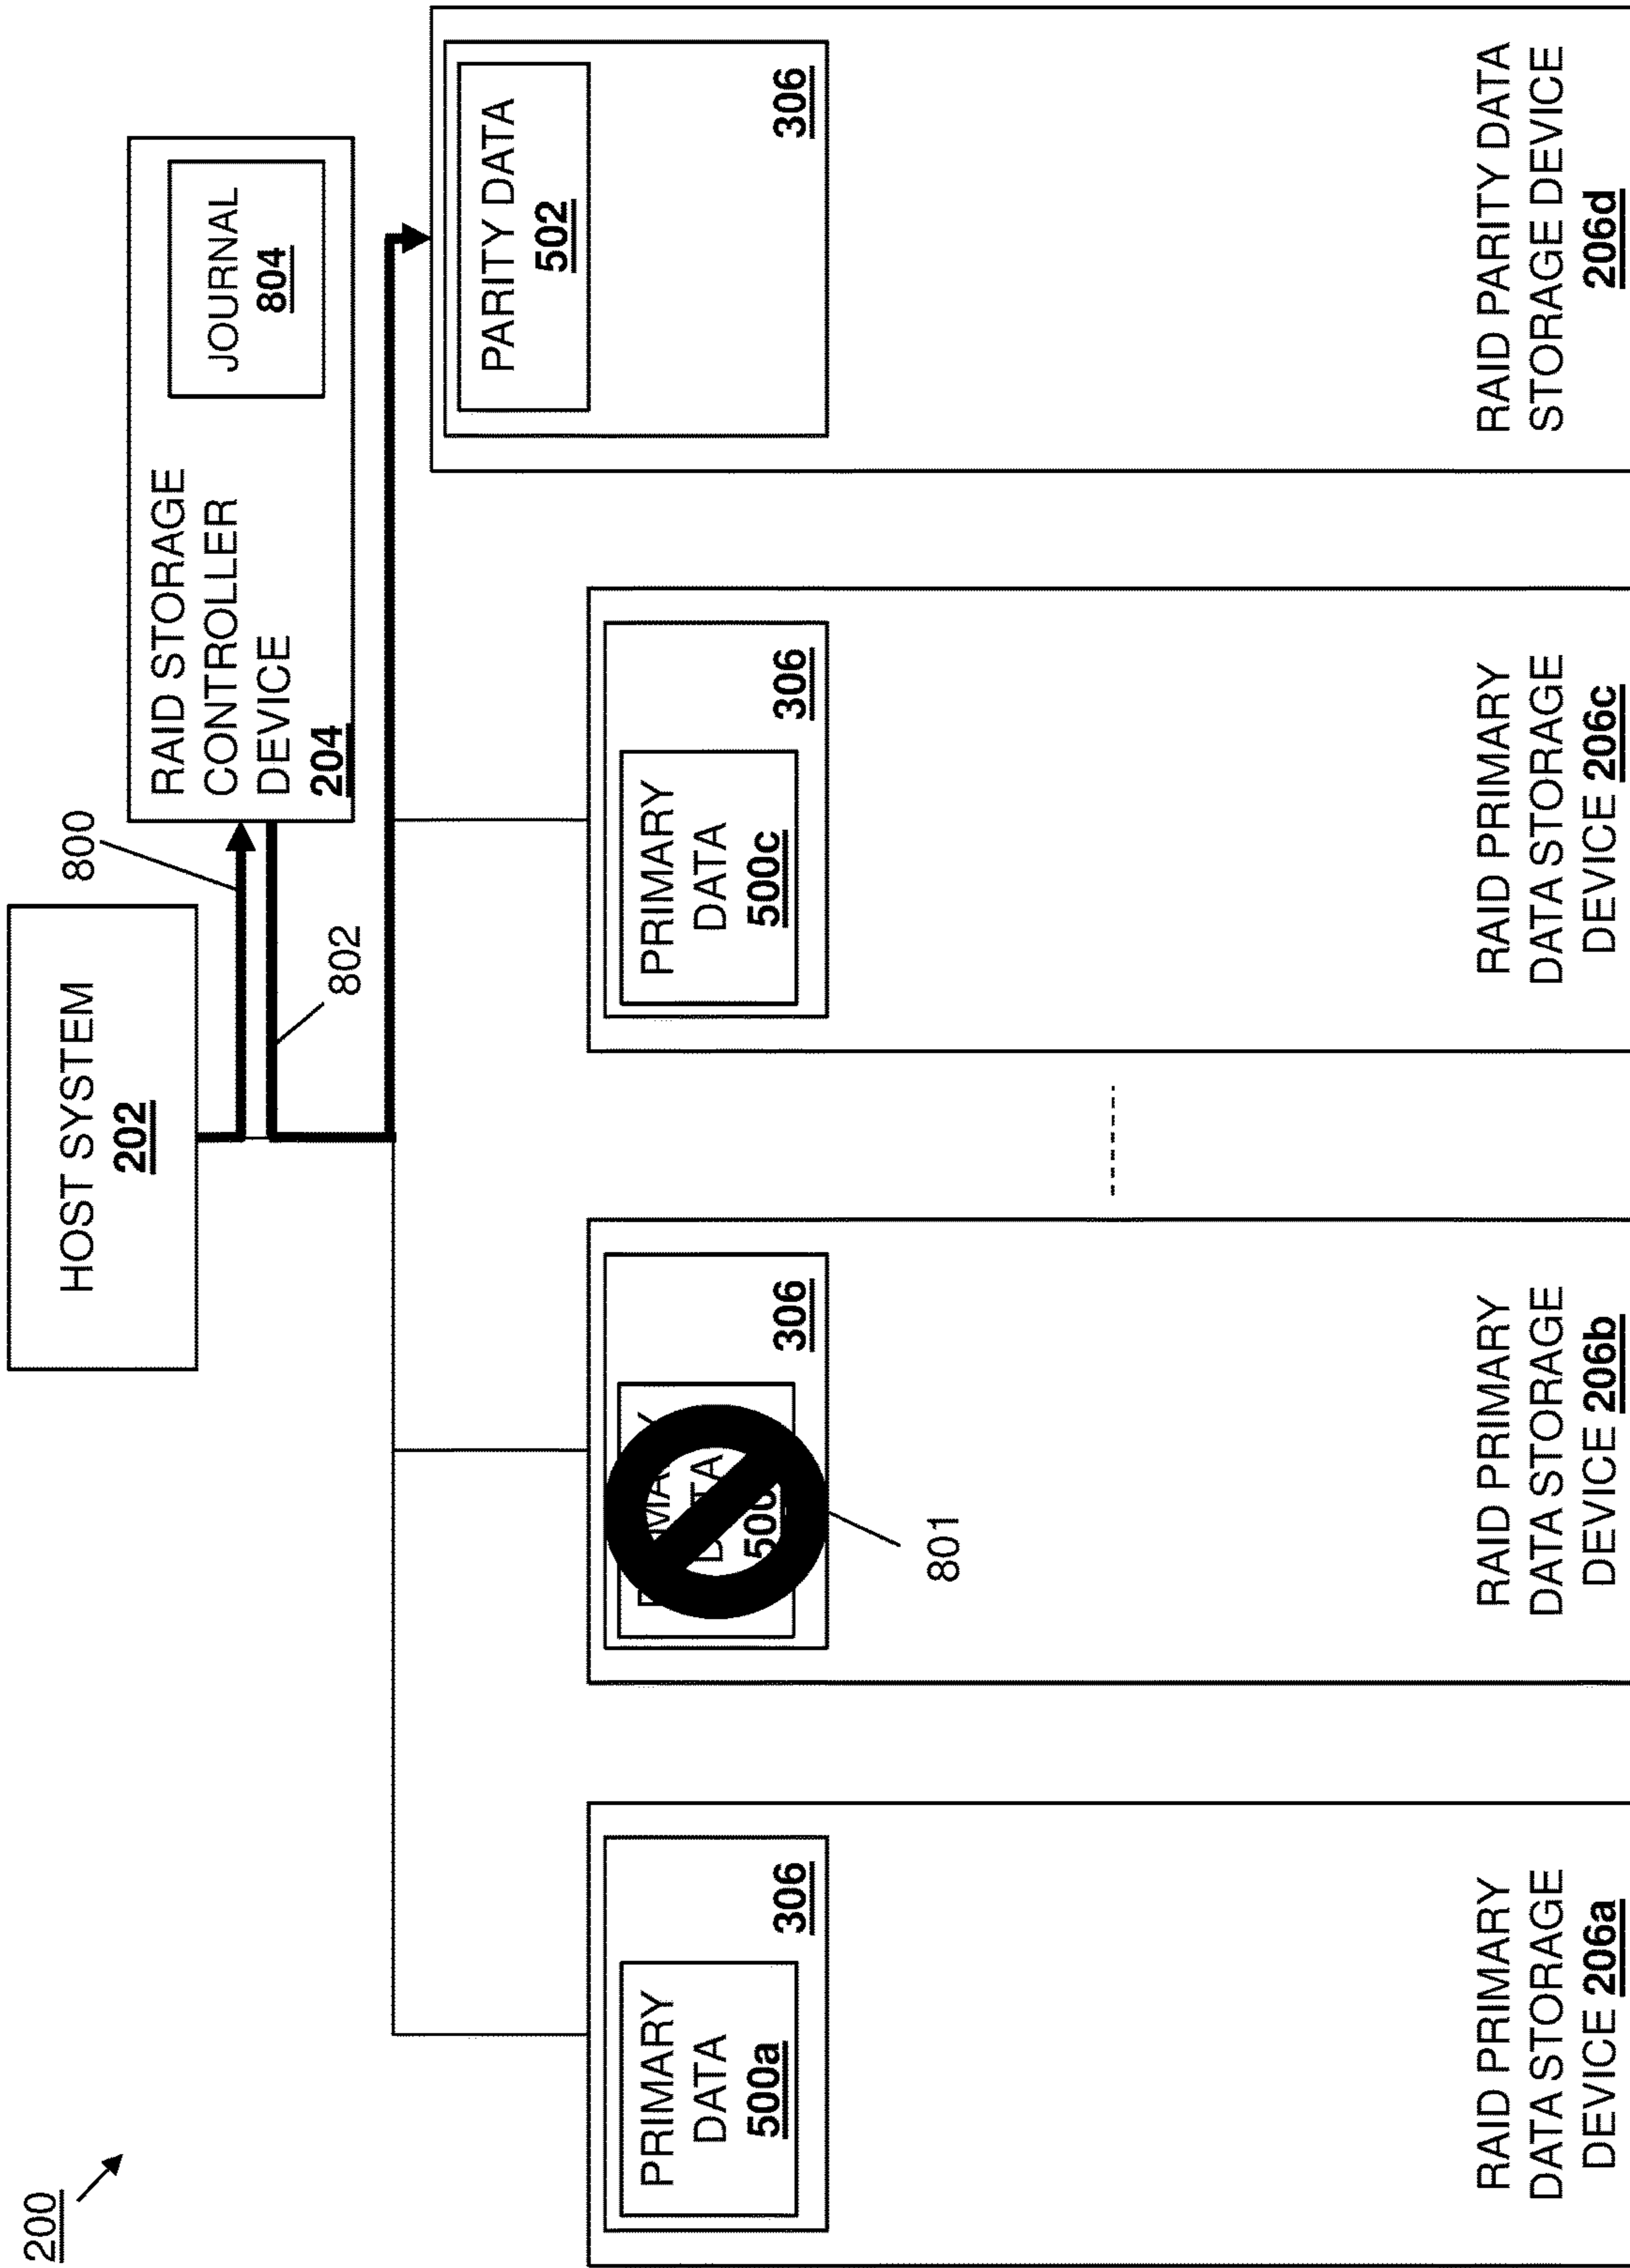 200
HOST SYSTEM
202
800
802
RAID STORAGE
CONTROLLER
DEVICE
204
JOURNAL
804
PRIMARY
DATA
500a
306
RAID PRIMARY
DATA STORAGE
DEVICE 206a
306
801
RAID PRIMARY
DATA STORAGE
DEVICE 206b
PRIMARY
DATA
500c
306
RAID PRIMARY
DATA STORAGE
DEVICE 206c
PARITY DATA
502
306
RAID PARITY DATA
STORAGE DEVICE
206d